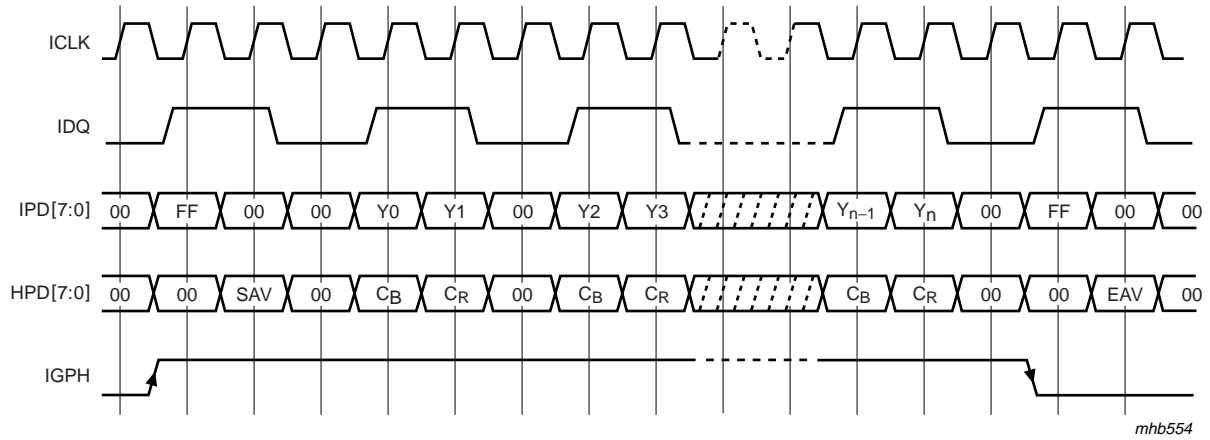 ICLK
IDQ
IPD[7:0] 00 FF 00 00 Y0 Y1 00 Y2 Y3 Yn–1 Yn 00 FF 00 00
HPD[7:0] 00 00 SAV 00 CB CR 00 CB CR CB CR 00 00 EAV 00
IGPH
mhb554